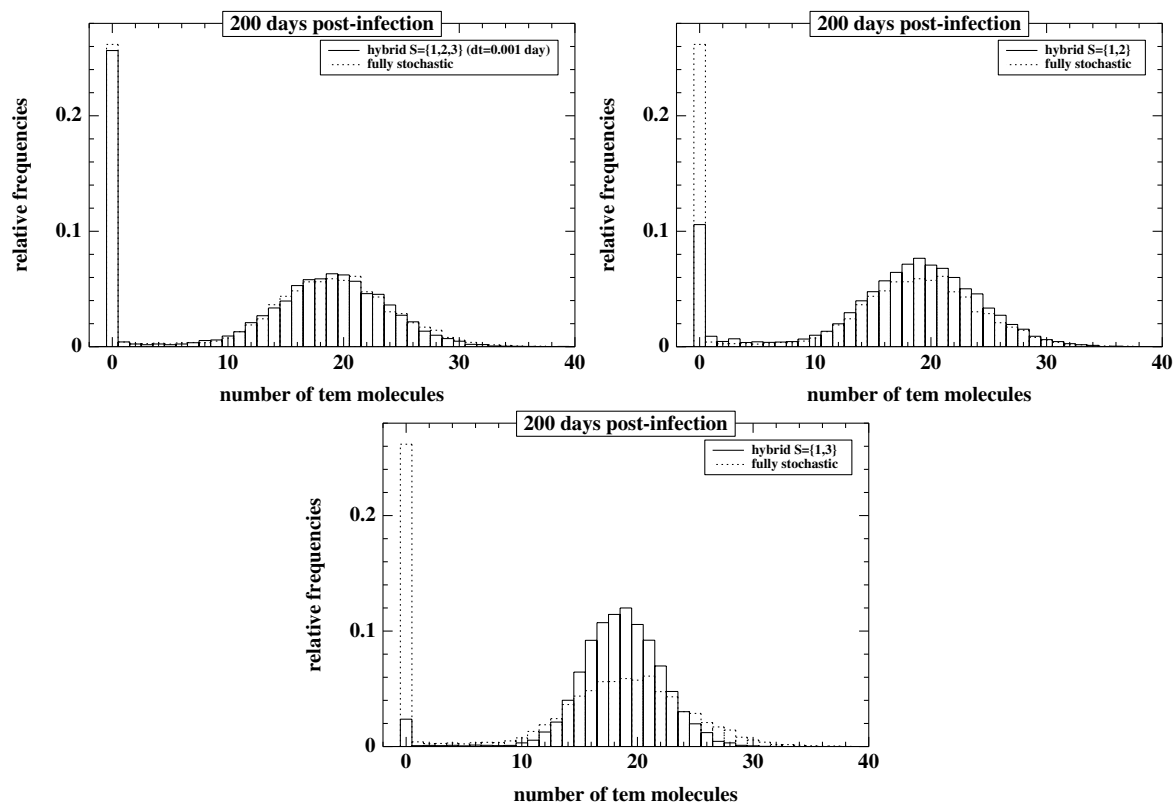 200 days post-infection
hybrid S={1,2,3} (dt=0.001 day)
fully stochastic
relative frequencies
0.2
0.1
0
0 10 20 30 40
number of tem molecules
200 days post-infection
hybrid S={1,2}
fully stochastic
relative frequencies
0.2
0.1
0
0 10 20 30 40
number of tem molecules
200 days post-infection
hybrid S={1,3}
fully stochastic
relative frequencies
0.2
0.1
0
0 10 20 30 40
number of tem molecules